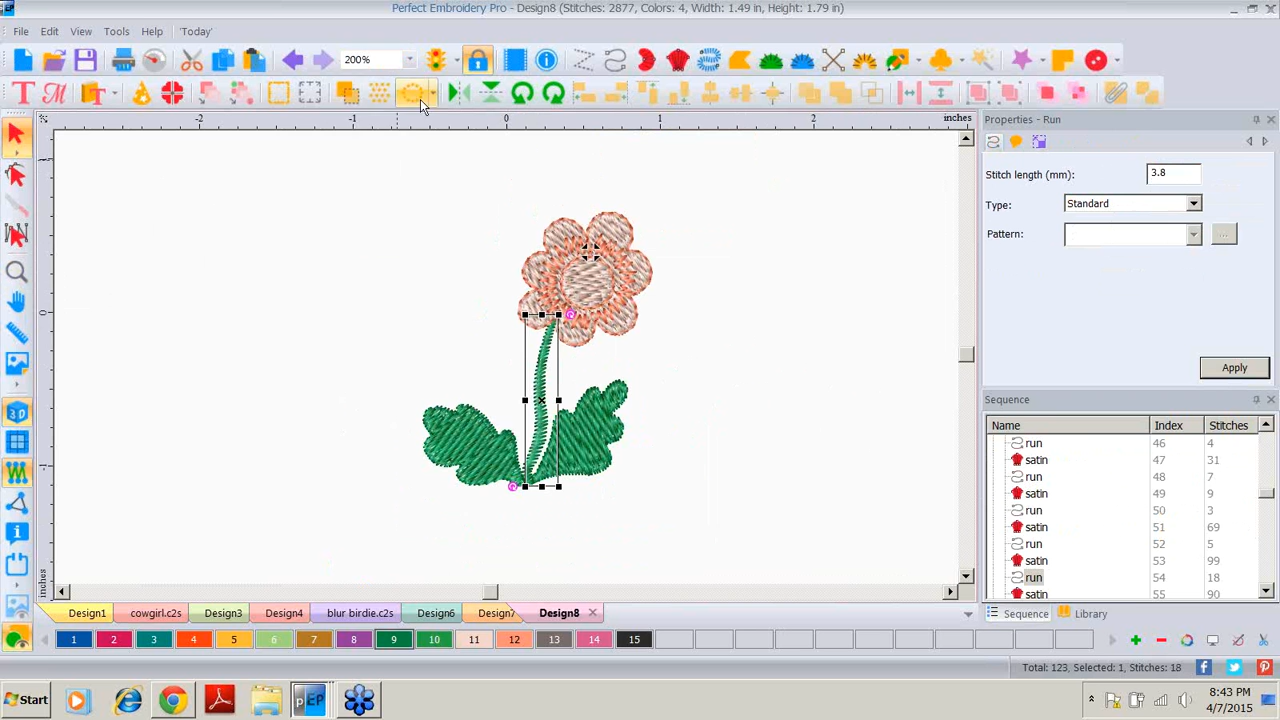 Perfect Embroidery Pro - Design8 (Stitches: 2877, Colors: 4, Width: 1.49 in, Height: 1.79 in)
File Edit View Tools Help 'Today'
200%
-2 -1 0 1 2 inches
Properties - Run
Stitch length (mm): 3.8
Type: Standard
Pattern: ...
Apply
Sequence
Name Index Stitches
run 46 4
satin 47 31
run 48 7
satin 49 9
run 50 3
satin 51 69
run 52 5
satin 53 99
run 54 18
satin 55 90
0
inches
Design1 cowgirl.c2s Design3 Design4 blur birdie.c2s Design6 Design7 Design8
Sequence Library
1 2 3 4 5 6 7 8 9 10 11 12 13 14 15
Total: 123, Selected: 1, Stitches: 18
Start
pEP
8:43 PM
4/7/2015